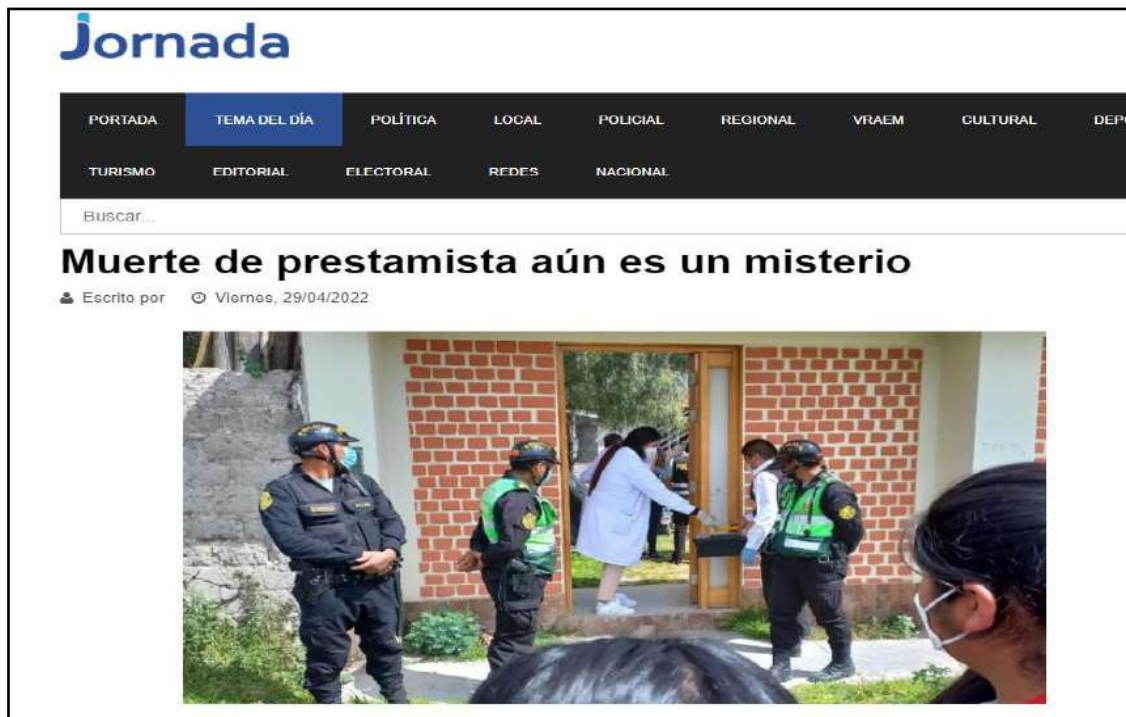 Jornada
PORTADA TEMA DEL DÍA POLÍTICA LOCAL POLICIAL REGIONAL VRAEM CULTURAL DEPO
TURISMO EDITORIAL ELECTORAL REDES NACIONAL
Buscar...
Muerte de prestamista aún es un misterio
Escrito por Viernes, 29/04/2022